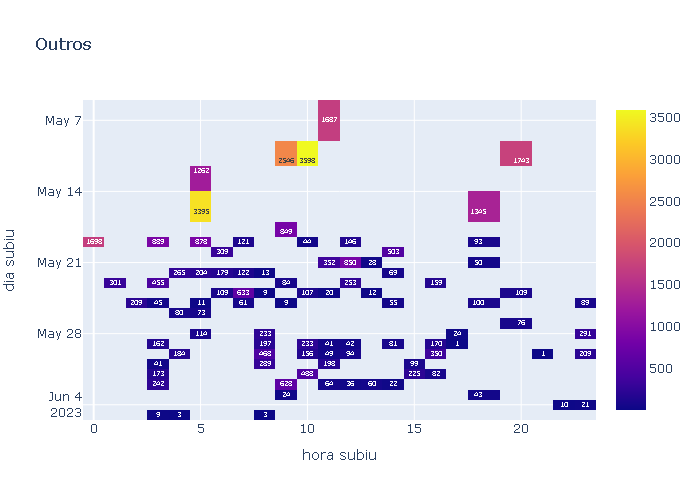 Outros
May 7 1687
2546 3598 1743
1262
May 14
3395 1345
849
1698 889 878 121 44 146 93
309 503
May 21 352 850 28 50
265 204 179 122 13 69
301 455 84 253 159
109 633 9 107 20 12 109
209 45 11 61 9 55 100 89
80 73
76
May 28 114 233 24 291
162 197 233 41 42 81 170 1
184 468 156 49 94 350 1 209
41 289 198 99
173 488 225 82
242 628 64 36 60 22
Jun 4 24 43
2023 10 21
9 3 3
0 5 10 15 20
hora subiu
dia subiu
3500
3000
2500
2000
1500
1000
500